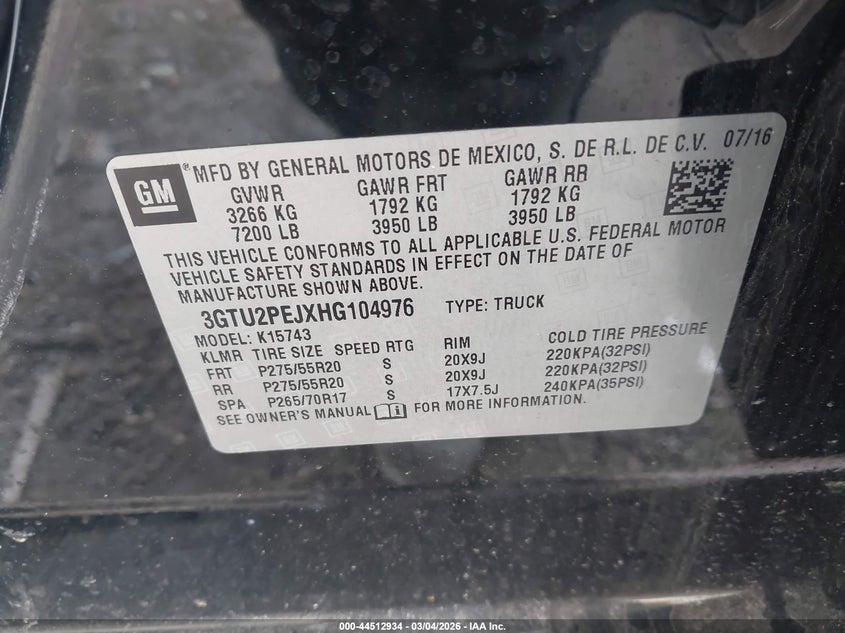 GM
®
MFD BY GENERAL MOTORS DE MEXICO, S. DE R.L. DE C.V. 07/16
GVWR GAWR FRT GAWR RR
3266 KG 1792 KG 1792 KG
7200 LB 3950 LB 3950 LB
THIS VEHICLE CONFORMS TO ALL APPLICABLE U.S. FEDERAL MOTOR
VEHICLE SAFETY STANDARDS IN EFFECT ON THE DATE OF
MANUFACTURE SHOWN ABOVE.
3GTU2PEJXHG104976 TYPE: TRUCK
MODEL: K15743
KLMR TIRE SIZE SPEED RTG RIM COLD TIRE PRESSURE
FRT P275/55R20 S 20X9J 220KPA(32PSI)
RR P275/55R20 S 20X9J 220KPA(32PSI)
SPA P265/70R17 S 17X7.5J 240KPA(35PSI)
SEE OWNER'S MANUAL FOR MORE INFORMATION.
000-44512934 - 03/04/2026 - IAA Inc.